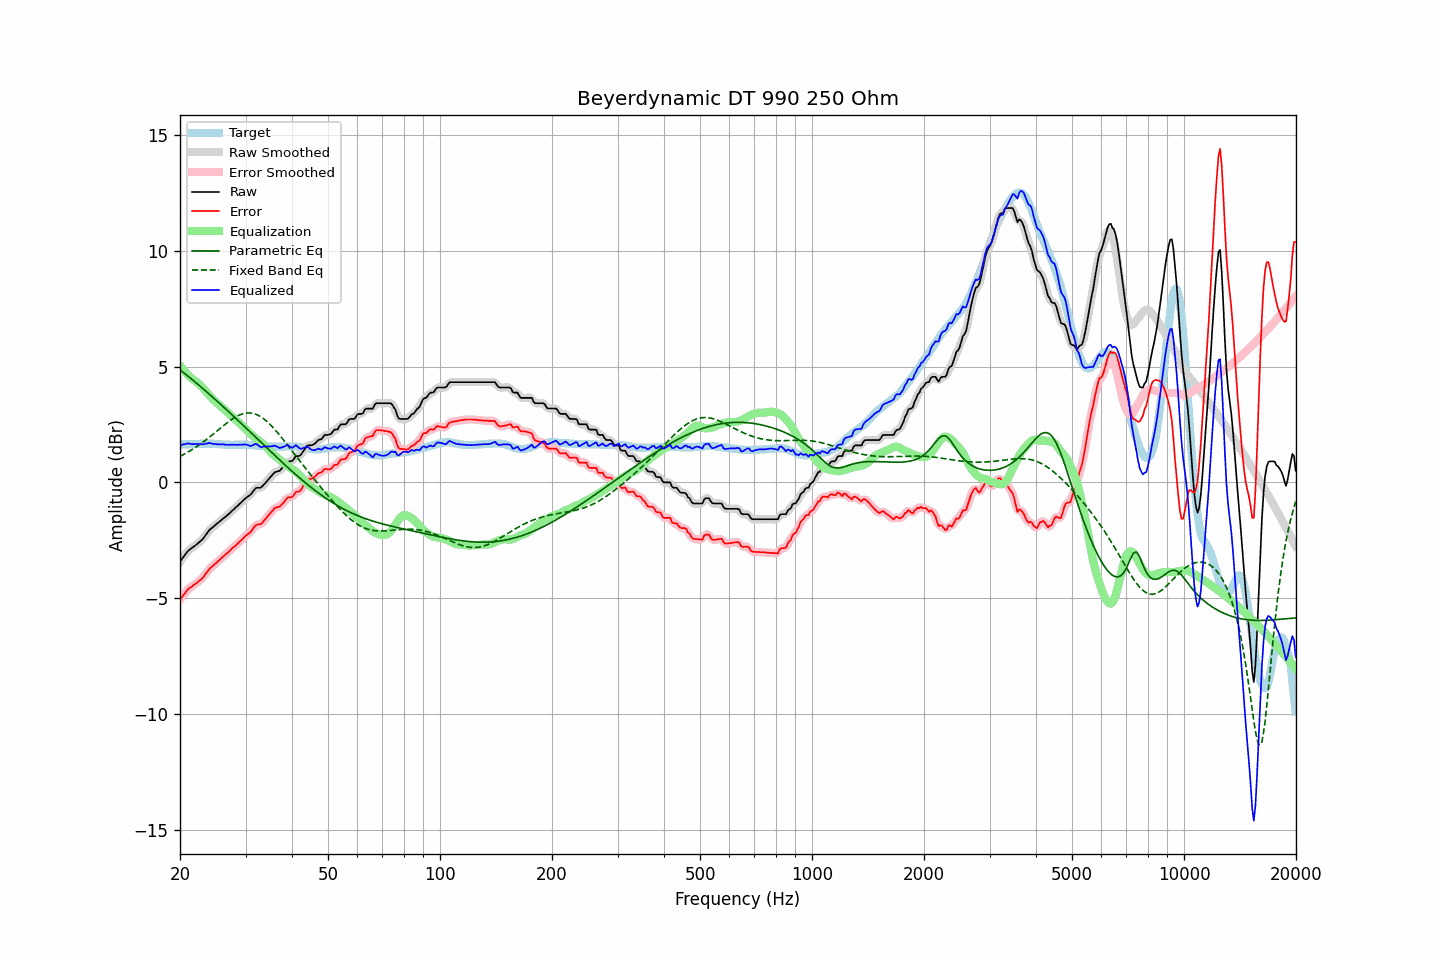 Beyerdynamic DT 990 250 Ohm
Target
Raw Smoothed
Error Smoothed
Raw
Error
Equalization
Parametric Eq
Fixed Band Eq
Equalized
Amplitude (dBr)
15
10
5
0
−5
−10
−15
20
50
100
200
500
1000
2000
5000
10000
20000
Frequency (Hz)